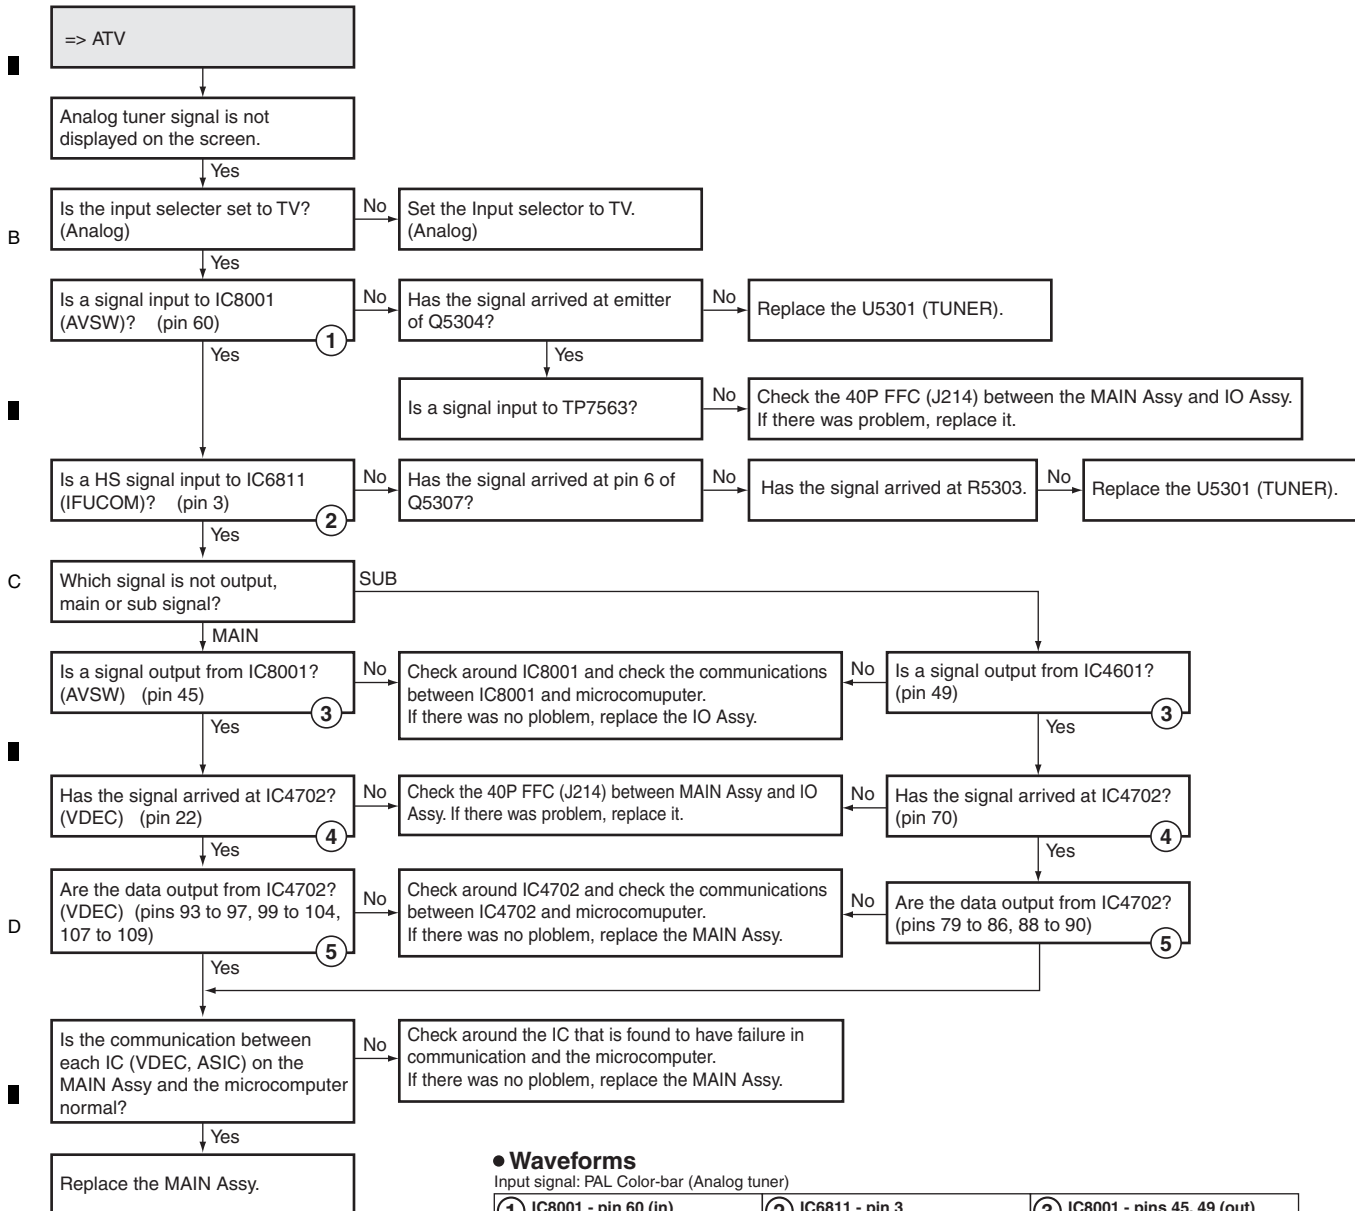 => ATV
Analog tuner signal is not
displayed on the screen.
Yes
B
Is the input selecter set to TV?
(Analog)
No
Set the Input selector to TV.
(Analog)
Yes
Is a signal input to IC8001
(AVSW)? (pin 60)
1
No
Has the signal arrived at emitter
of Q5304?
No
Replace the U5301 (TUNER).
Yes
Yes
Is a signal input to TP7563?
No
Check the 40P FFC (J214) between the MAIN Assy and IO Assy.
If there was problem, replace it.
Is a HS signal input to IC6811
(IFUCOM)? (pin 3)
2
No
Has the signal arrived at pin 6 of
Q5307?
No
Has the signal arrived at R5303.
No
Replace the U5301 (TUNER).
Yes
C
Which signal is not output,
main or sub signal?
SUB
MAIN
Is a signal output from IC8001?
(AVSW) (pin 45)
3
No
Check around IC8001 and check the communications
between IC8001 and microcomuputer.
If there was no ploblem, replace the IO Assy.
No
Is a signal output from IC4601?
(pin 49)
3
Yes
Yes
Has the signal arrived at IC4702?
(VDEC) (pin 22)
4
No
Check the 40P FFC (J214) between MAIN Assy and IO
Assy. If there was problem, replace it.
No
Has the signal arrived at IC4702?
(pin 70)
4
Yes
Yes
D
Are the data output from IC4702?
(VDEC) (pins 93 to 97, 99 to 104,
107 to 109)
5
No
Check around IC4702 and check the communications
between IC4702 and microcomuputer.
If there was no ploblem, replace the MAIN Assy.
No
Are the data output from IC4702?
(pins 79 to 86, 88 to 90)
5
Yes
Is the communication between
each IC (VDEC, ASIC) on the
MAIN Assy and the microcomputer
normal?
No
Check around the IC that is found to have failure in
communication and the microcomputer.
If there was no ploblem, replace the MAIN Assy.
Yes
Replace the MAIN Assy.
● Waveforms
Input signal: PAL Color-bar (Analog tuner)
1 IC8001 - pin 60 (in)
2 IC6811 - pin 3
3 IC8001 - pins 45, 49 (out)